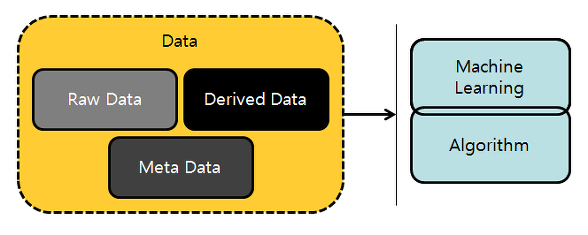 Data
Raw Data
Derived Data
Meta Data
Machine
Learning
Algorithm